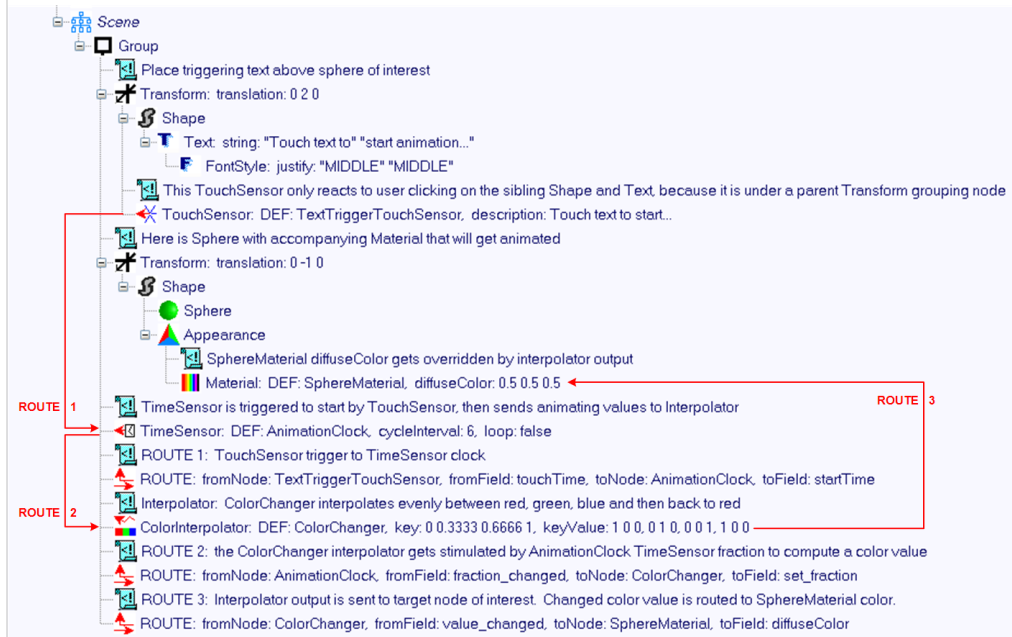 Scene
Group
Place triggering text above sphere of interest
Transform: translation: 0 2 0
Shape
Text: string: "Touch text to" "start animation..."
FontStyle: justify: "MIDDLE" "MIDDLE"
This TouchSensor only reacts to user clicking on the sibling Shape and Text, because it is under a parent Transform grouping node
TouchSensor: DEF: TextTriggerTouchSensor, description: Touch text to start...
Here is Sphere with accompanying Material that will get animated
Transform: translation: 0 -1 0
Shape
Sphere
Appearance
SphereMaterial diffuseColor gets overridden by interpolator output
Material: DEF: SphereMaterial, diffuseColor: 0.5 0.5 0.5
ROUTE 1
ROUTE 3
TimeSensor is triggered to start by TouchSensor, then sends animating values to Interpolator
TimeSensor: DEF: AnimationClock, cycleInterval: 6, loop: false
ROUTE 1: TouchSensor trigger to TimeSensor clock
ROUTE: fromNode: TextTriggerTouchSensor, fromField: touchTime, toNode: AnimationClock, toField: startTime
Interpolator: ColorChanger interpolates evenly between red, green, blue and then back to red
ROUTE 2
ColorInterpolator: DEF: ColorChanger, key: 0 0.3333 0.6666 1, keyValue: 1 0 0, 0 1 0, 0 0 1, 1 0 0
ROUTE 2: the ColorChanger interpolator gets stimulated by AnimationClock TimeSensor fraction to compute a color value
ROUTE: fromNode: AnimationClock, fromField: fraction_changed, toNode: ColorChanger, toField: set_fraction
ROUTE 3: Interpolator output is sent to target node of interest. Changed color value is routed to SphereMaterial color.
ROUTE: fromNode: ColorChanger, fromField: value_changed, toNode: SphereMaterial, toField: diffuseColor